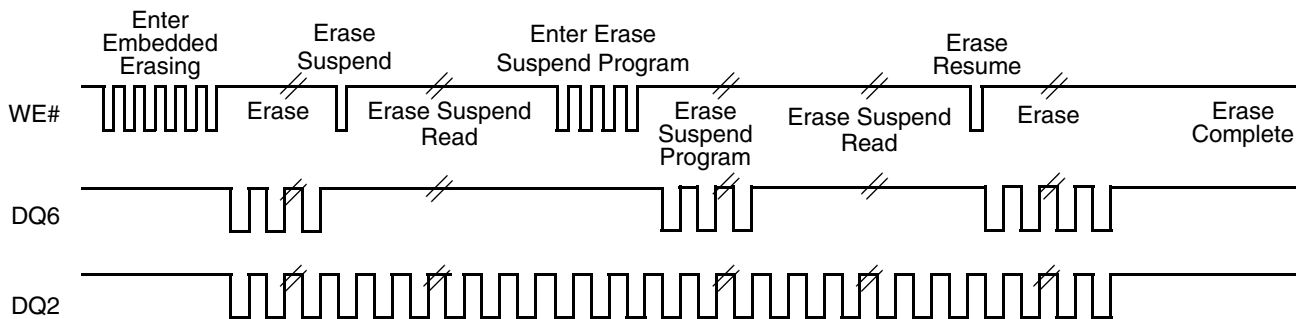 Enter
Embedded
Erasing
Erase
Suspend
Enter Erase
Suspend Program
Erase
Resume
WE#
Erase
Erase Suspend
Read
Erase
Suspend
Program
Erase Suspend
Read
Erase
Erase
Complete
DQ6
DQ2